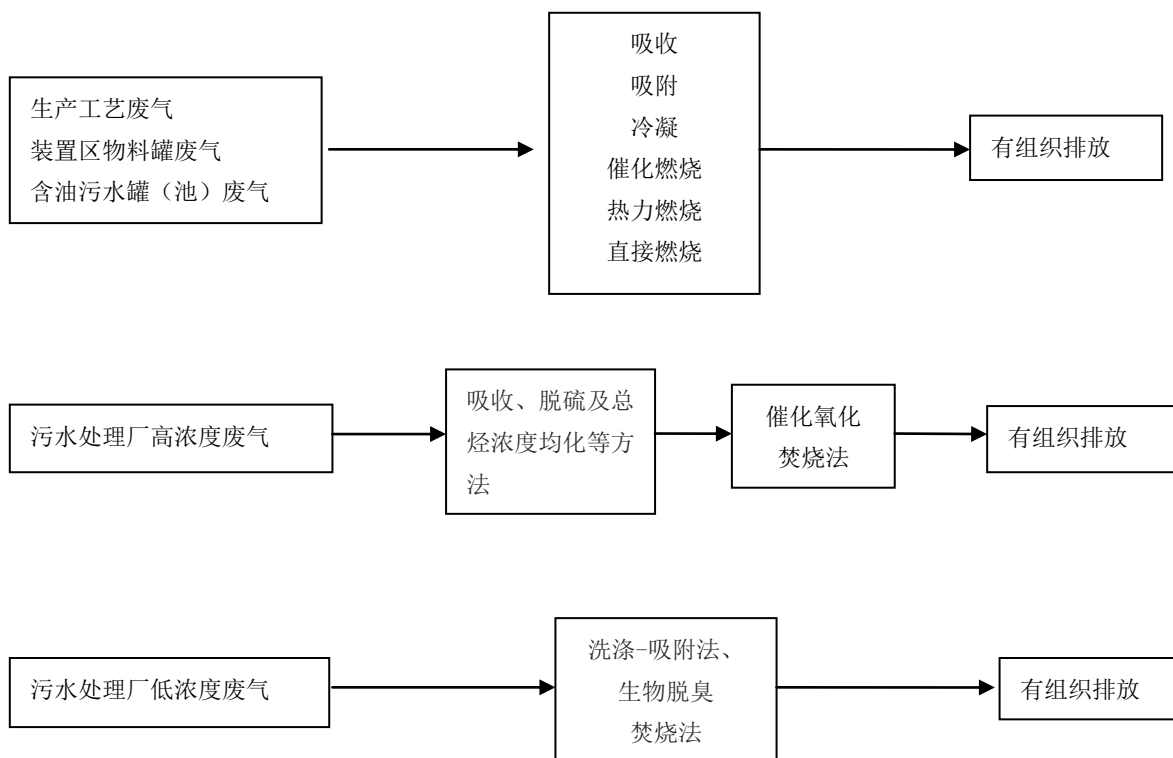 生产工艺废气
装置区物料罐废气
含油污水罐（池）废气
吸收
吸附
冷凝
催化燃烧
热力燃烧
直接燃烧
有组织排放
污水处理厂高浓度废气
吸收、脱硫及总
烃浓度均化等方
法
催化氧化
焚烧法
有组织排放
污水处理厂低浓度废气
洗涤-吸附法、
生物脱臭
焚烧法
有组织排放